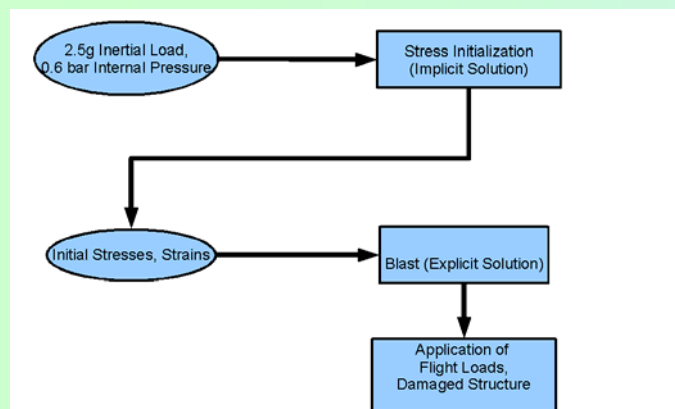 2.5g Inertial Load,
0.6 bar Internal Pressure
Stress Initialization
(Implicit Solution)
Initial Stresses, Strains
Blast (Explicit Solution)
Application of
Flight Loads,
Damaged Structure